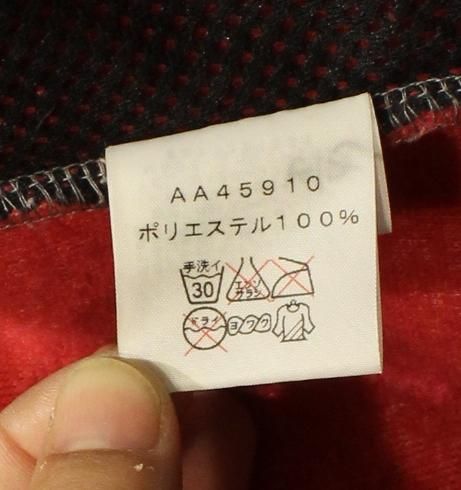 AA45910
ポリエステル100%
手洗イ
30
エンソ
サラシ
ドライ
ヨワク